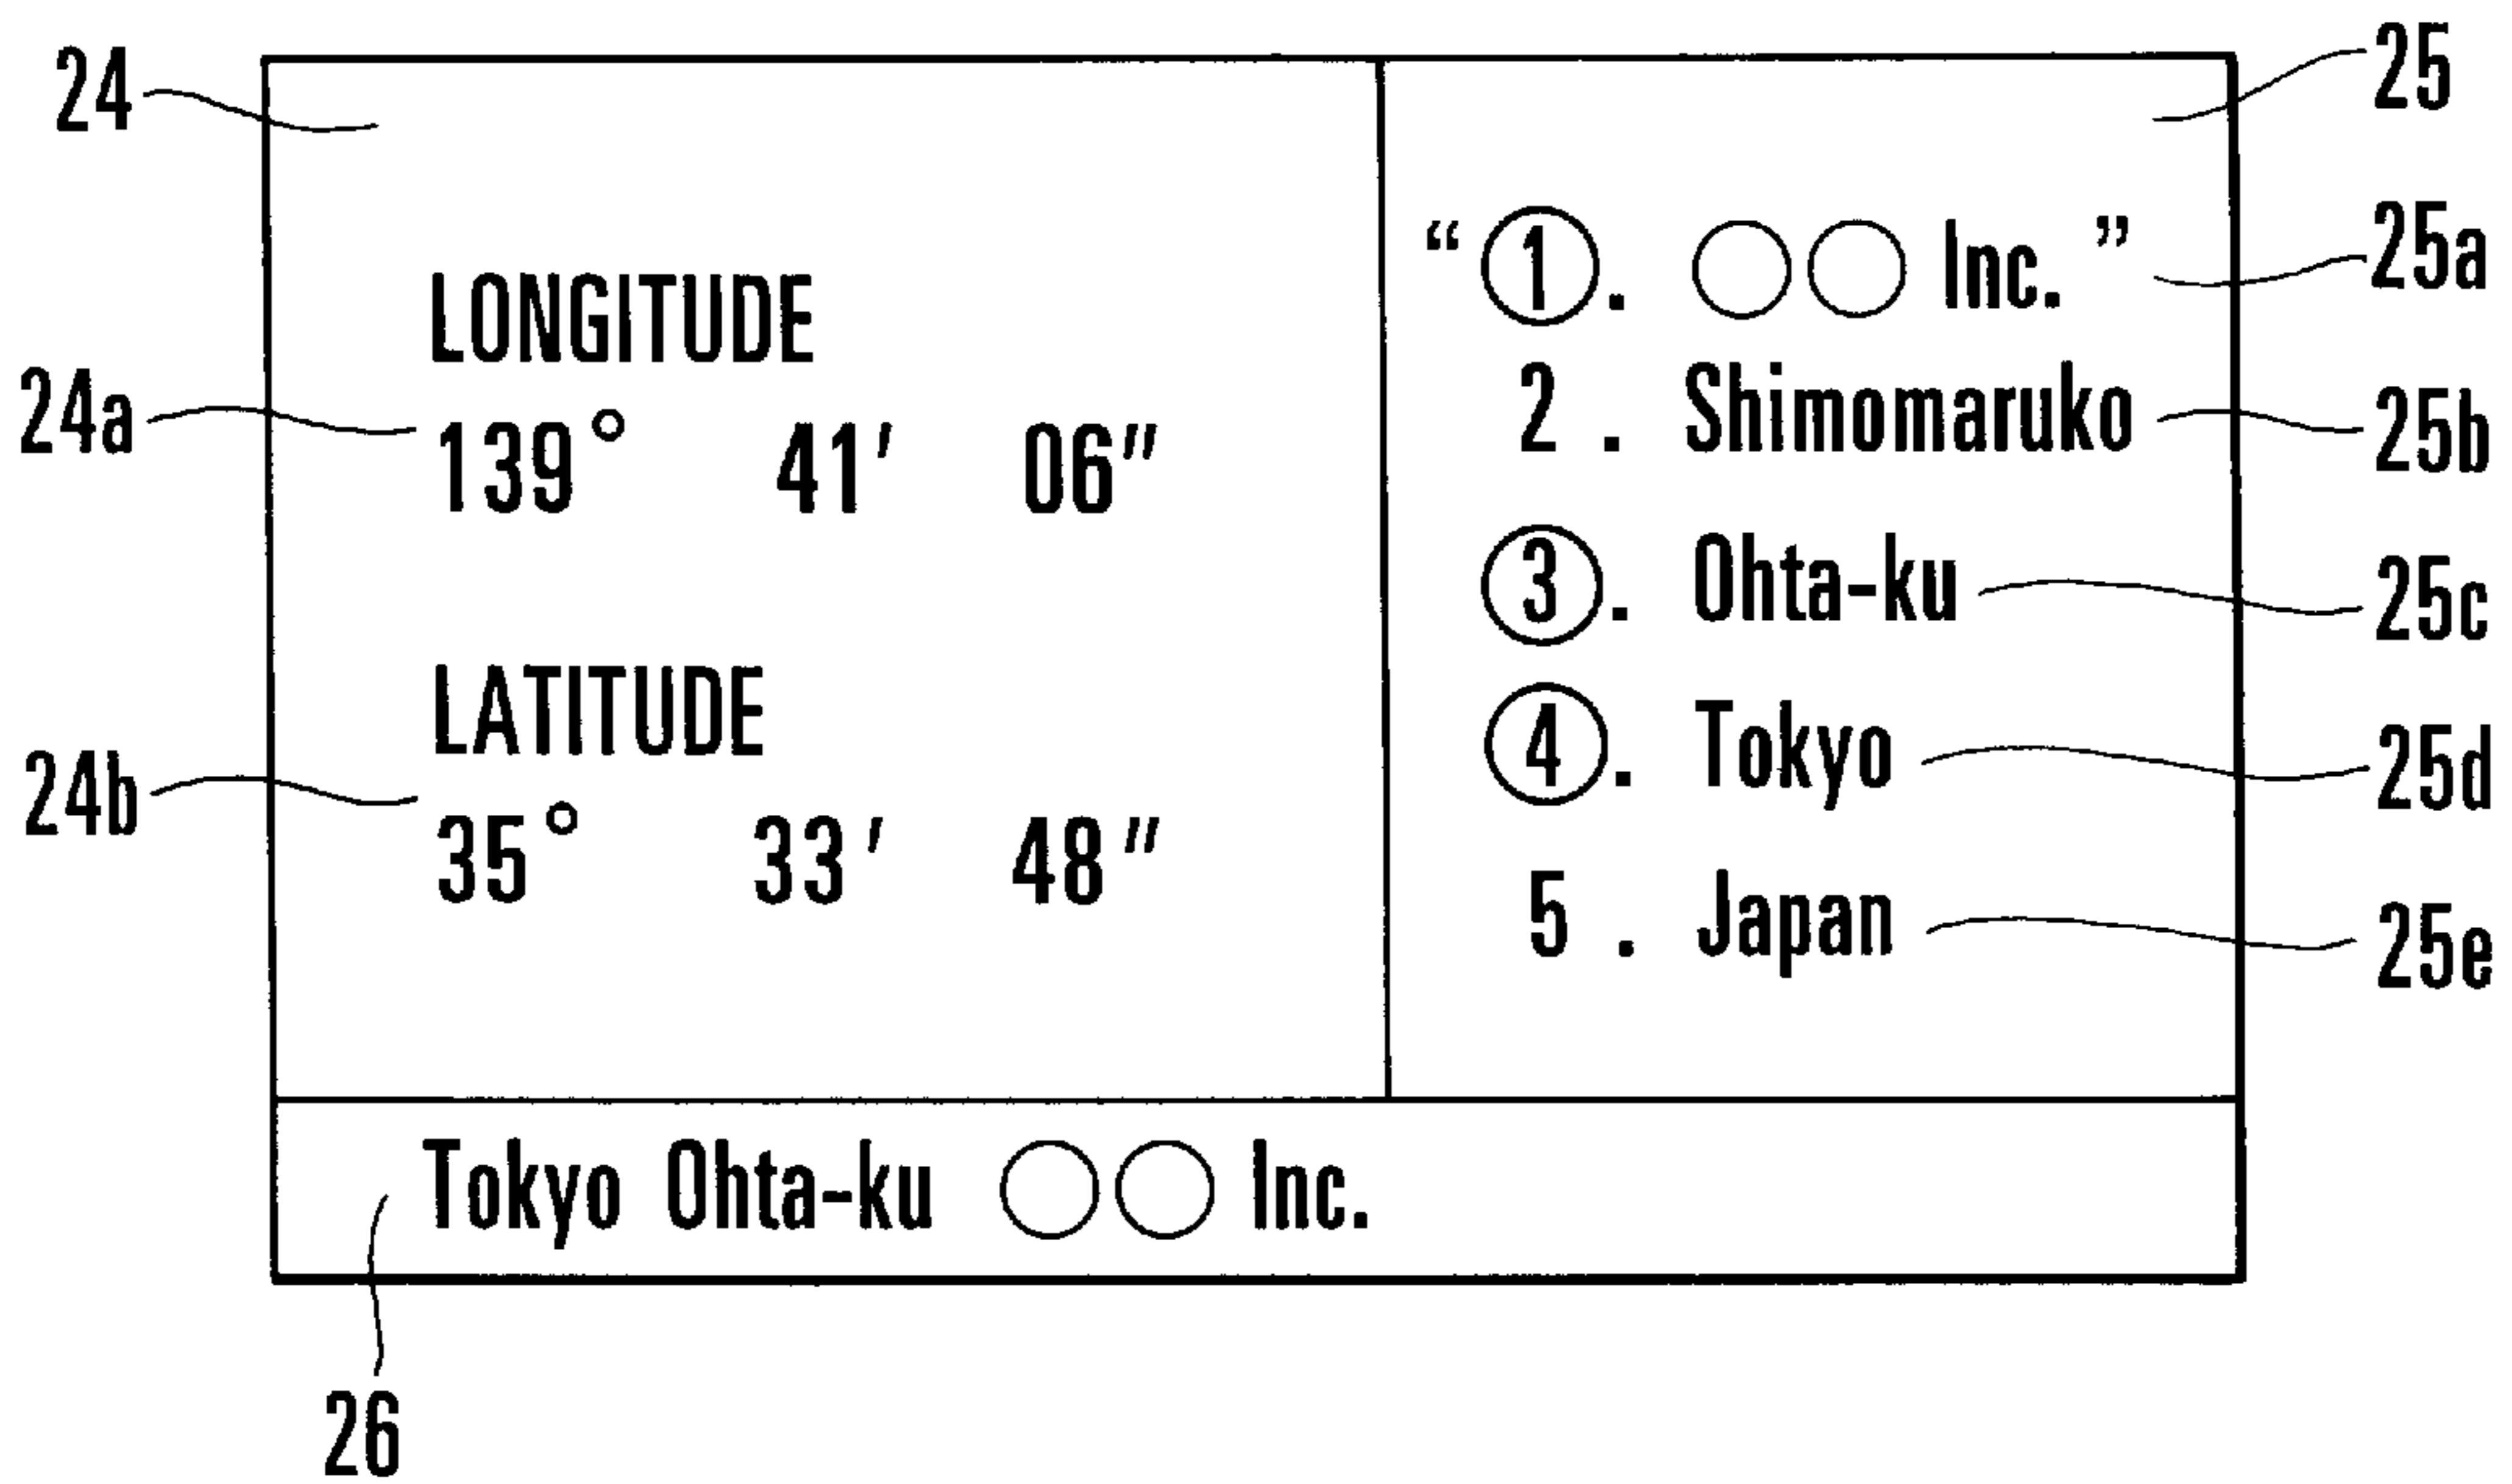 24
25
“①. ○○ Inc.”
25a
LONGITUDE
24a
139° 41′ 06″
2. Shimomaruko
25b
③. Ohta-ku
25c
LATITUDE
④. Tokyo
25d
24b
35° 33′ 48″
5. Japan
25e
Tokyo Ohta-ku ○○ Inc.
26